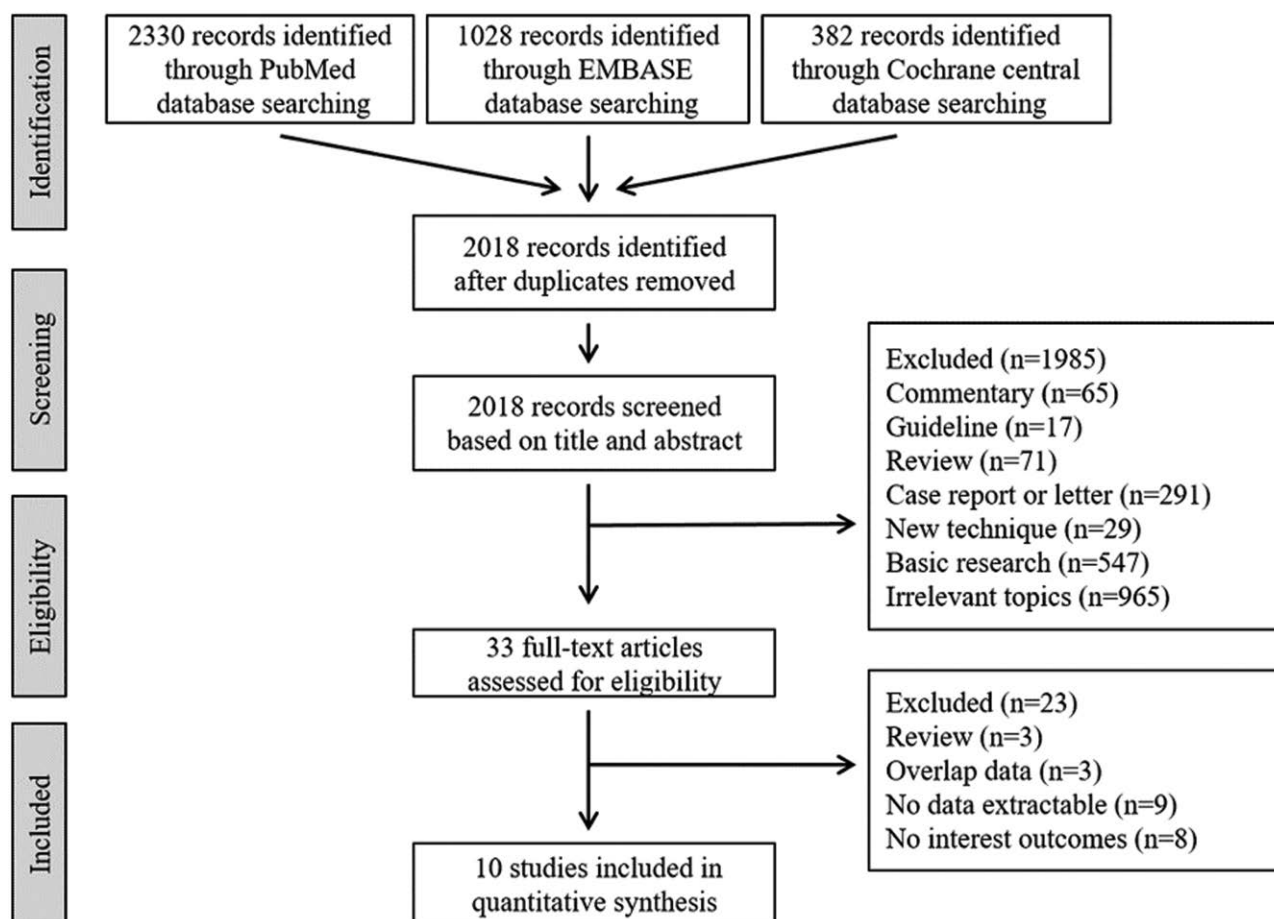 Identification
2330 records identified
through PubMed
database searching
1028 records identified
through EMBASE
database searching
382 records identified
through Cochrane central
database searching
2018 records identified
after duplicates removed
Screening
2018 records screened
based on title and abstract
Excluded (n=1985)
Commentary (n=65)
Guideline (n=17)
Review (n=71)
Case report or letter (n=291)
New technique (n=29)
Basic research (n=547)
Irrelevant topics (n=965)
Eligibility
33 full-text articles
assessed for eligibility
Excluded (n=23)
Review (n=3)
Overlap data (n=3)
No data extractable (n=9)
No interest outcomes (n=8)
Included
10 studies included in
quantitative synthesis